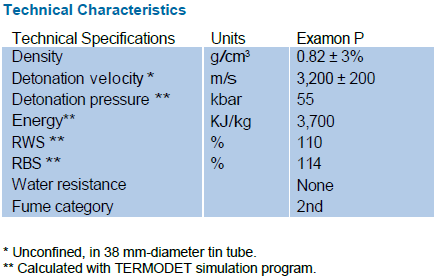 Technical Characteristics
Technical Specifications Units Examon P
Density g/cm³ 0.82 ± 3%
Detonation velocity * m/s 3,200 ± 200
Detonation pressure ** kbar 55
Energy** KJ/kg 3,700
RWS ** % 110
RBS ** % 114
Water resistance None
Fume category 2nd
* Unconfined, in 38 mm-diameter tin tube.
** Calculated with TERMODET simulation program.